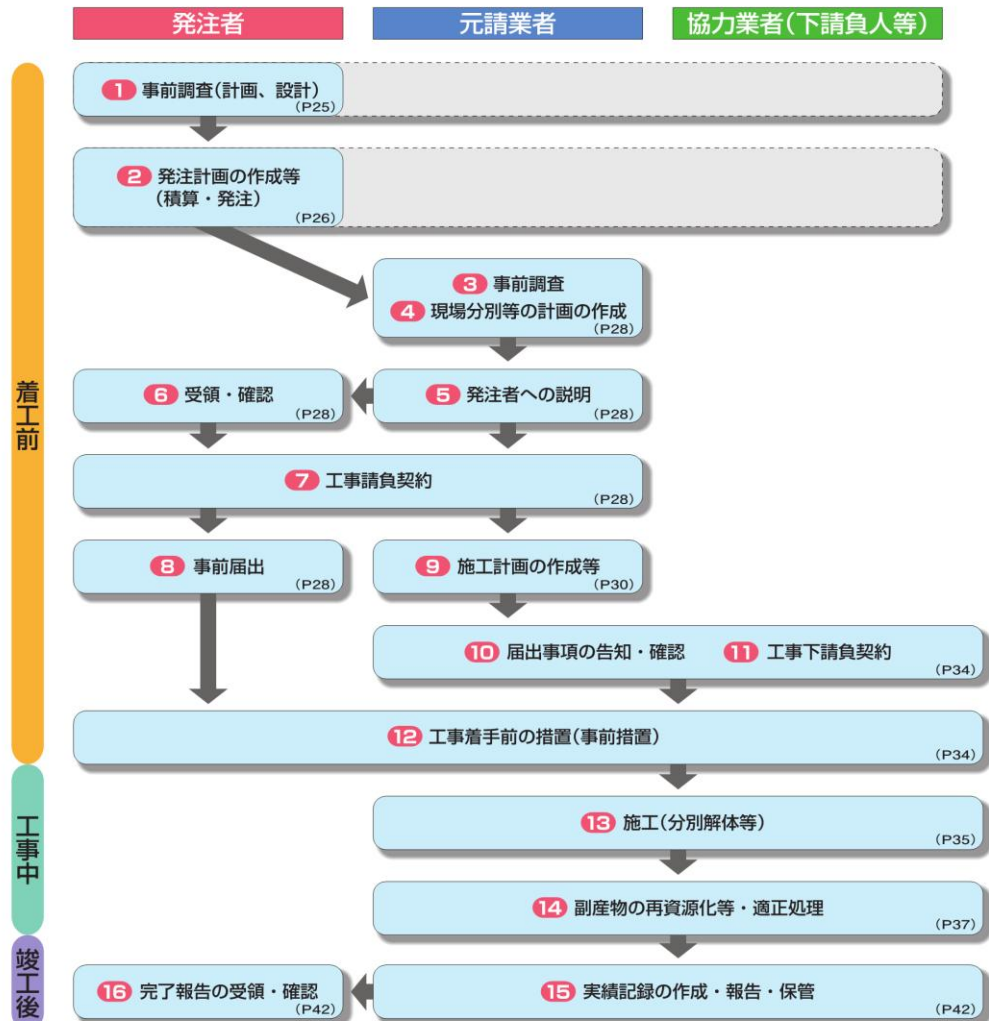 発注者
元請業者
協力業者(下請負人等)
着工前
1 事前調査(計画、設計)
(P25)
2 発注計画の作成等
(積算・発注)
(P26)
3 事前調査
4 現場分別等の計画の作成
(P28)
6 受領・確認
(P28)
5 発注者への説明
(P28)
7 工事請負契約
(P28)
8 事前届出
(P28)
9 施工計画の作成等
(P30)
10 届出事項の告知・確認
11 工事下請負契約
(P34)
12 工事着手前の措置(事前措置)
(P34)
工事中
13 施工(分別解体等)
(P35)
14 副産物の再資源化等・適正処理
(P37)
竣工後
16 完了報告の受領・確認
(P42)
15 実績記録の作成・報告・保管
(P42)